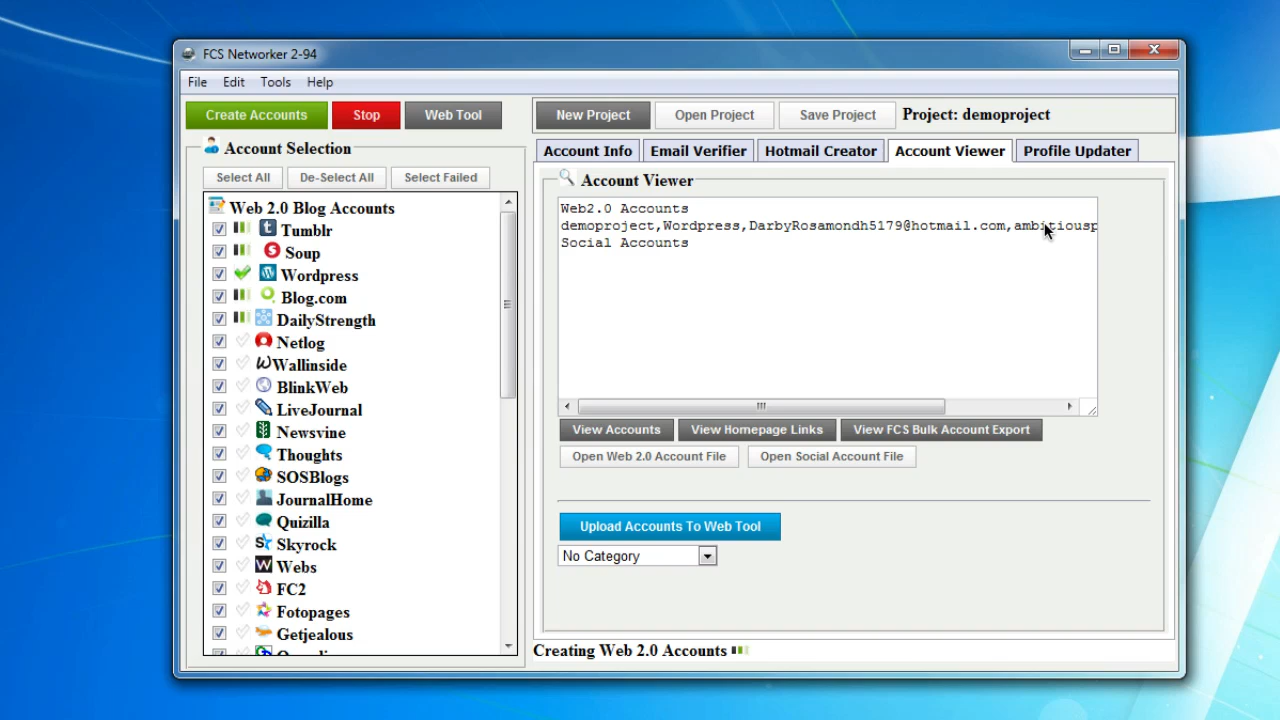 FCS Networker 2-94
File Edit Tools Help
Create Accounts Stop Web Tool
New Project Open Project Save Project Project: demoproject
Account Selection
Select All De-Select All Select Failed
Web 2.0 Blog Accounts
Tumblr
Soup
Wordpress
Blog.com
DailyStrength
Netlog
Wallinside
BlinkWeb
LiveJournal
Newsvine
Thoughts
SOSBlogs
JournalHome
Quizilla
Skyrock
Webs
FC2
Fotopages
Getjealous
Account Info Email Verifier Hotmail Creator Account Viewer Profile Updater
Account Viewer
Web2.0 Accounts
demoproject,Wordpress,DarbyRosamondh5179@hotmail.com,ambitiousp
Social Accounts
View Accounts View Homepage Links View FCS Bulk Account Export
Open Web 2.0 Account File Open Social Account File
Upload Accounts To Web Tool
No Category
Creating Web 2.0 Accounts